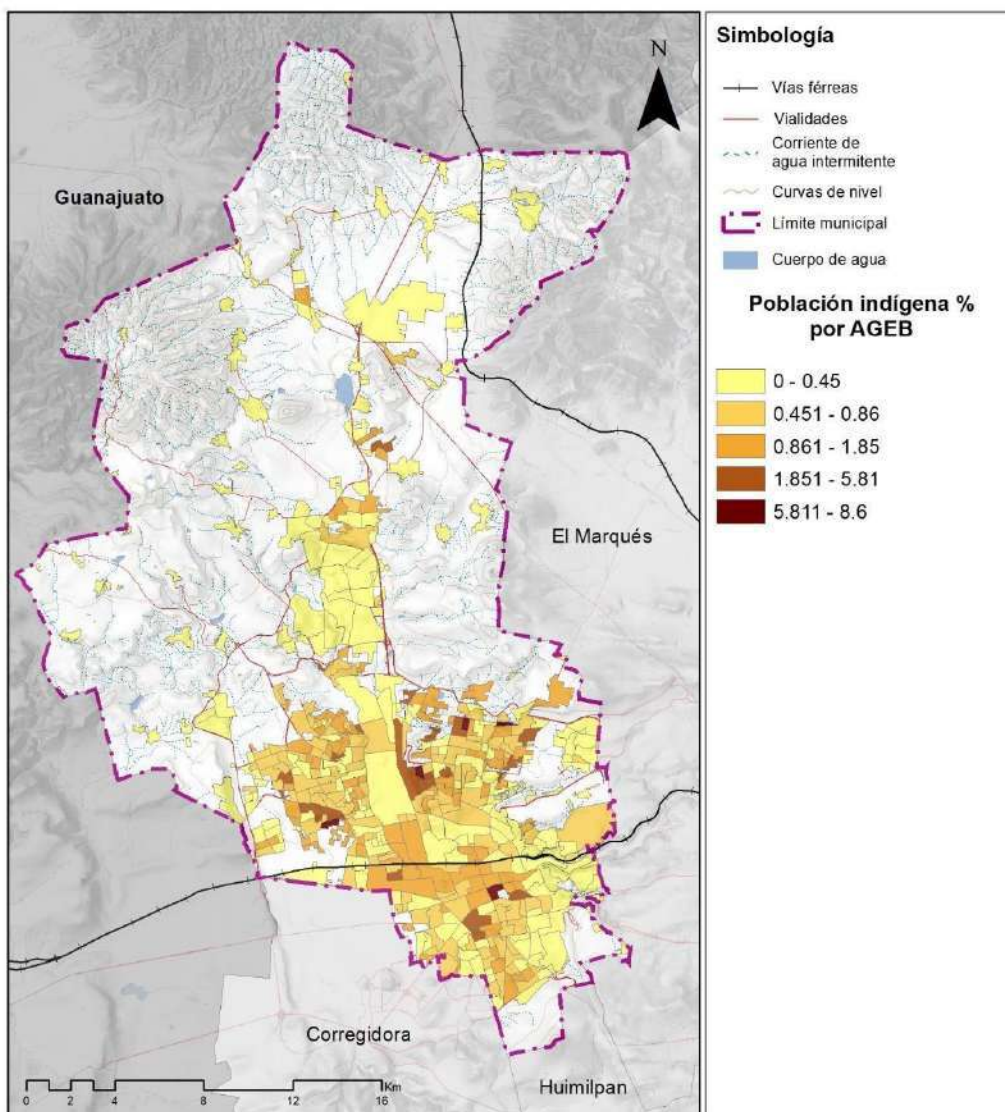 Simbología
N
Vías férreas
Vialidades
Corriente de
agua intermitente
Guanajuato
Curvas de nivel
Límite municipal
Cuerpo de agua
Población indígena %
por AGEB
0 - 0.45
0.451 - 0.86
0.861 - 1.85
1.851 - 5.81
5.811 - 8.6
El Marqués
Corregidora
Huimilpan
Km
0 2 4 8 12 16